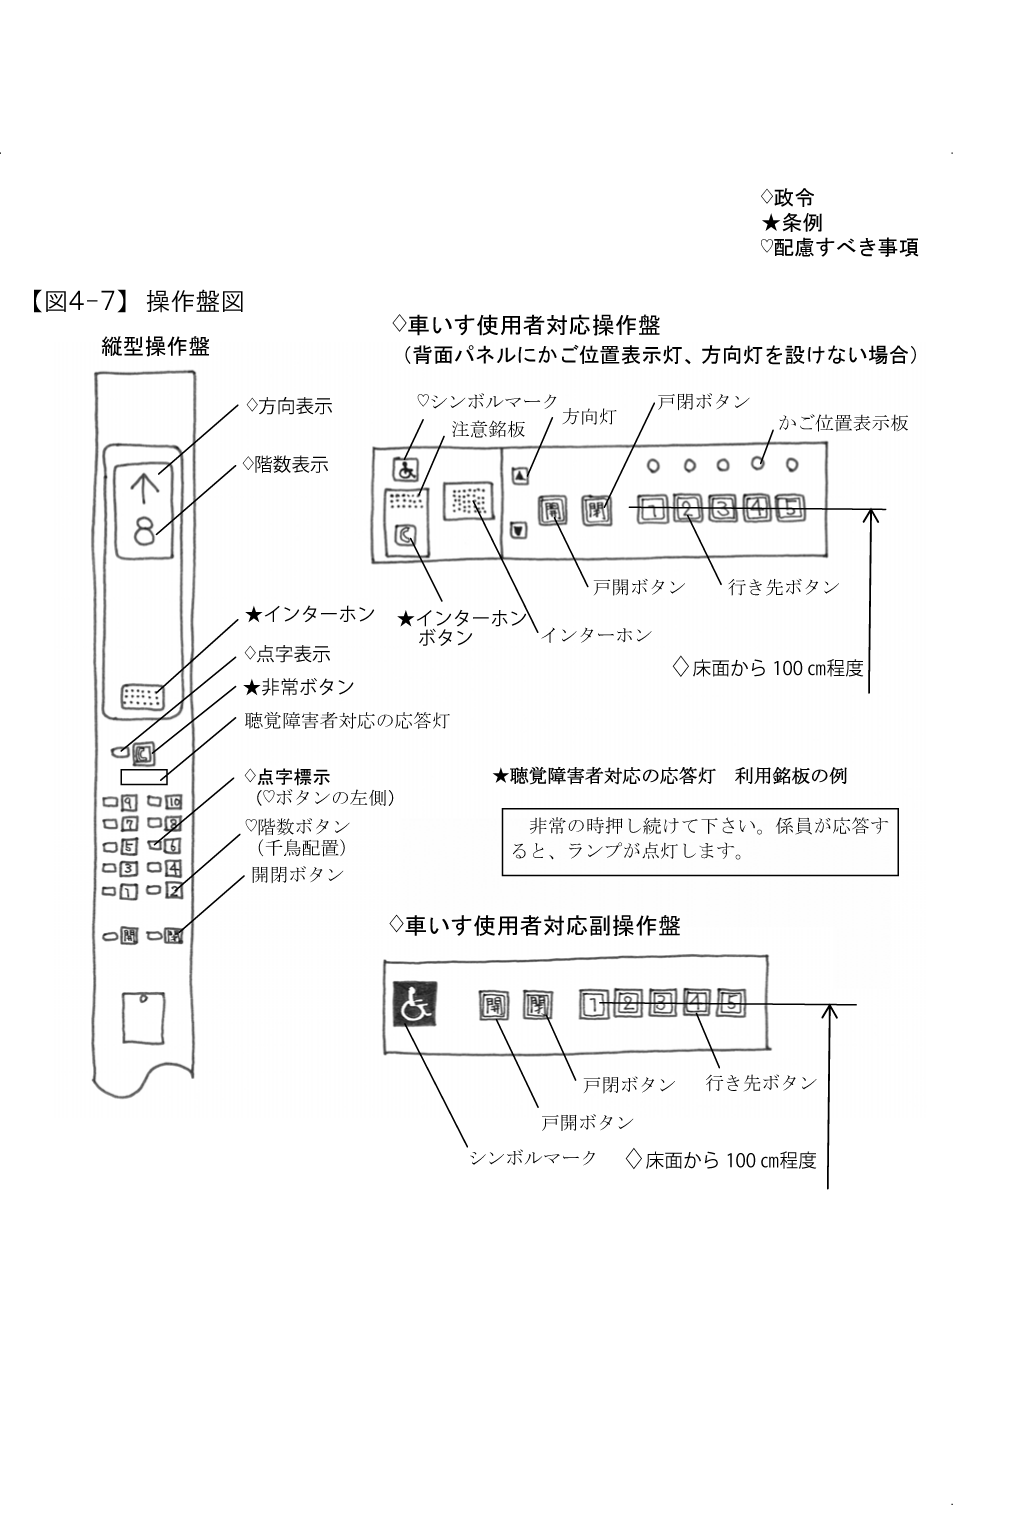 ◇政令
★条例
♡配慮すべき事項
【図4-7】 操作盤図
縦型操作盤
◇方向表示
◇階数表示
8
★インターホン
◇点字表示
★非常ボタン
聴覚障害者対応の応答灯
◇点字標示
（♡ボタンの左側）
♡階数ボタン
（千鳥配置）
開閉ボタン
9 10
7 8
5 6
3 4
1 2
開 閉
◇車いす使用者対応操作盤
（背面パネルにかご位置表示灯、方向灯を設けない場合）
♡シンボルマーク
注意銘板
方向灯
戸閉ボタン
かご位置表示板
開 閉 1 2 3 4 5
戸開ボタン
行き先ボタン
★インターホン
ボタン
インターホン
◇床面から 100 ㎝程度
★聴覚障害者対応の応答灯　利用銘板の例
非常の時押し続けて下さい。係員が応答す
ると、ランプが点灯します。
◇車いす使用者対応副操作盤
開 閉 1 2 3 4 5
戸閉ボタン
行き先ボタン
戸開ボタン
シンボルマーク
◇床面から 100 ㎝程度